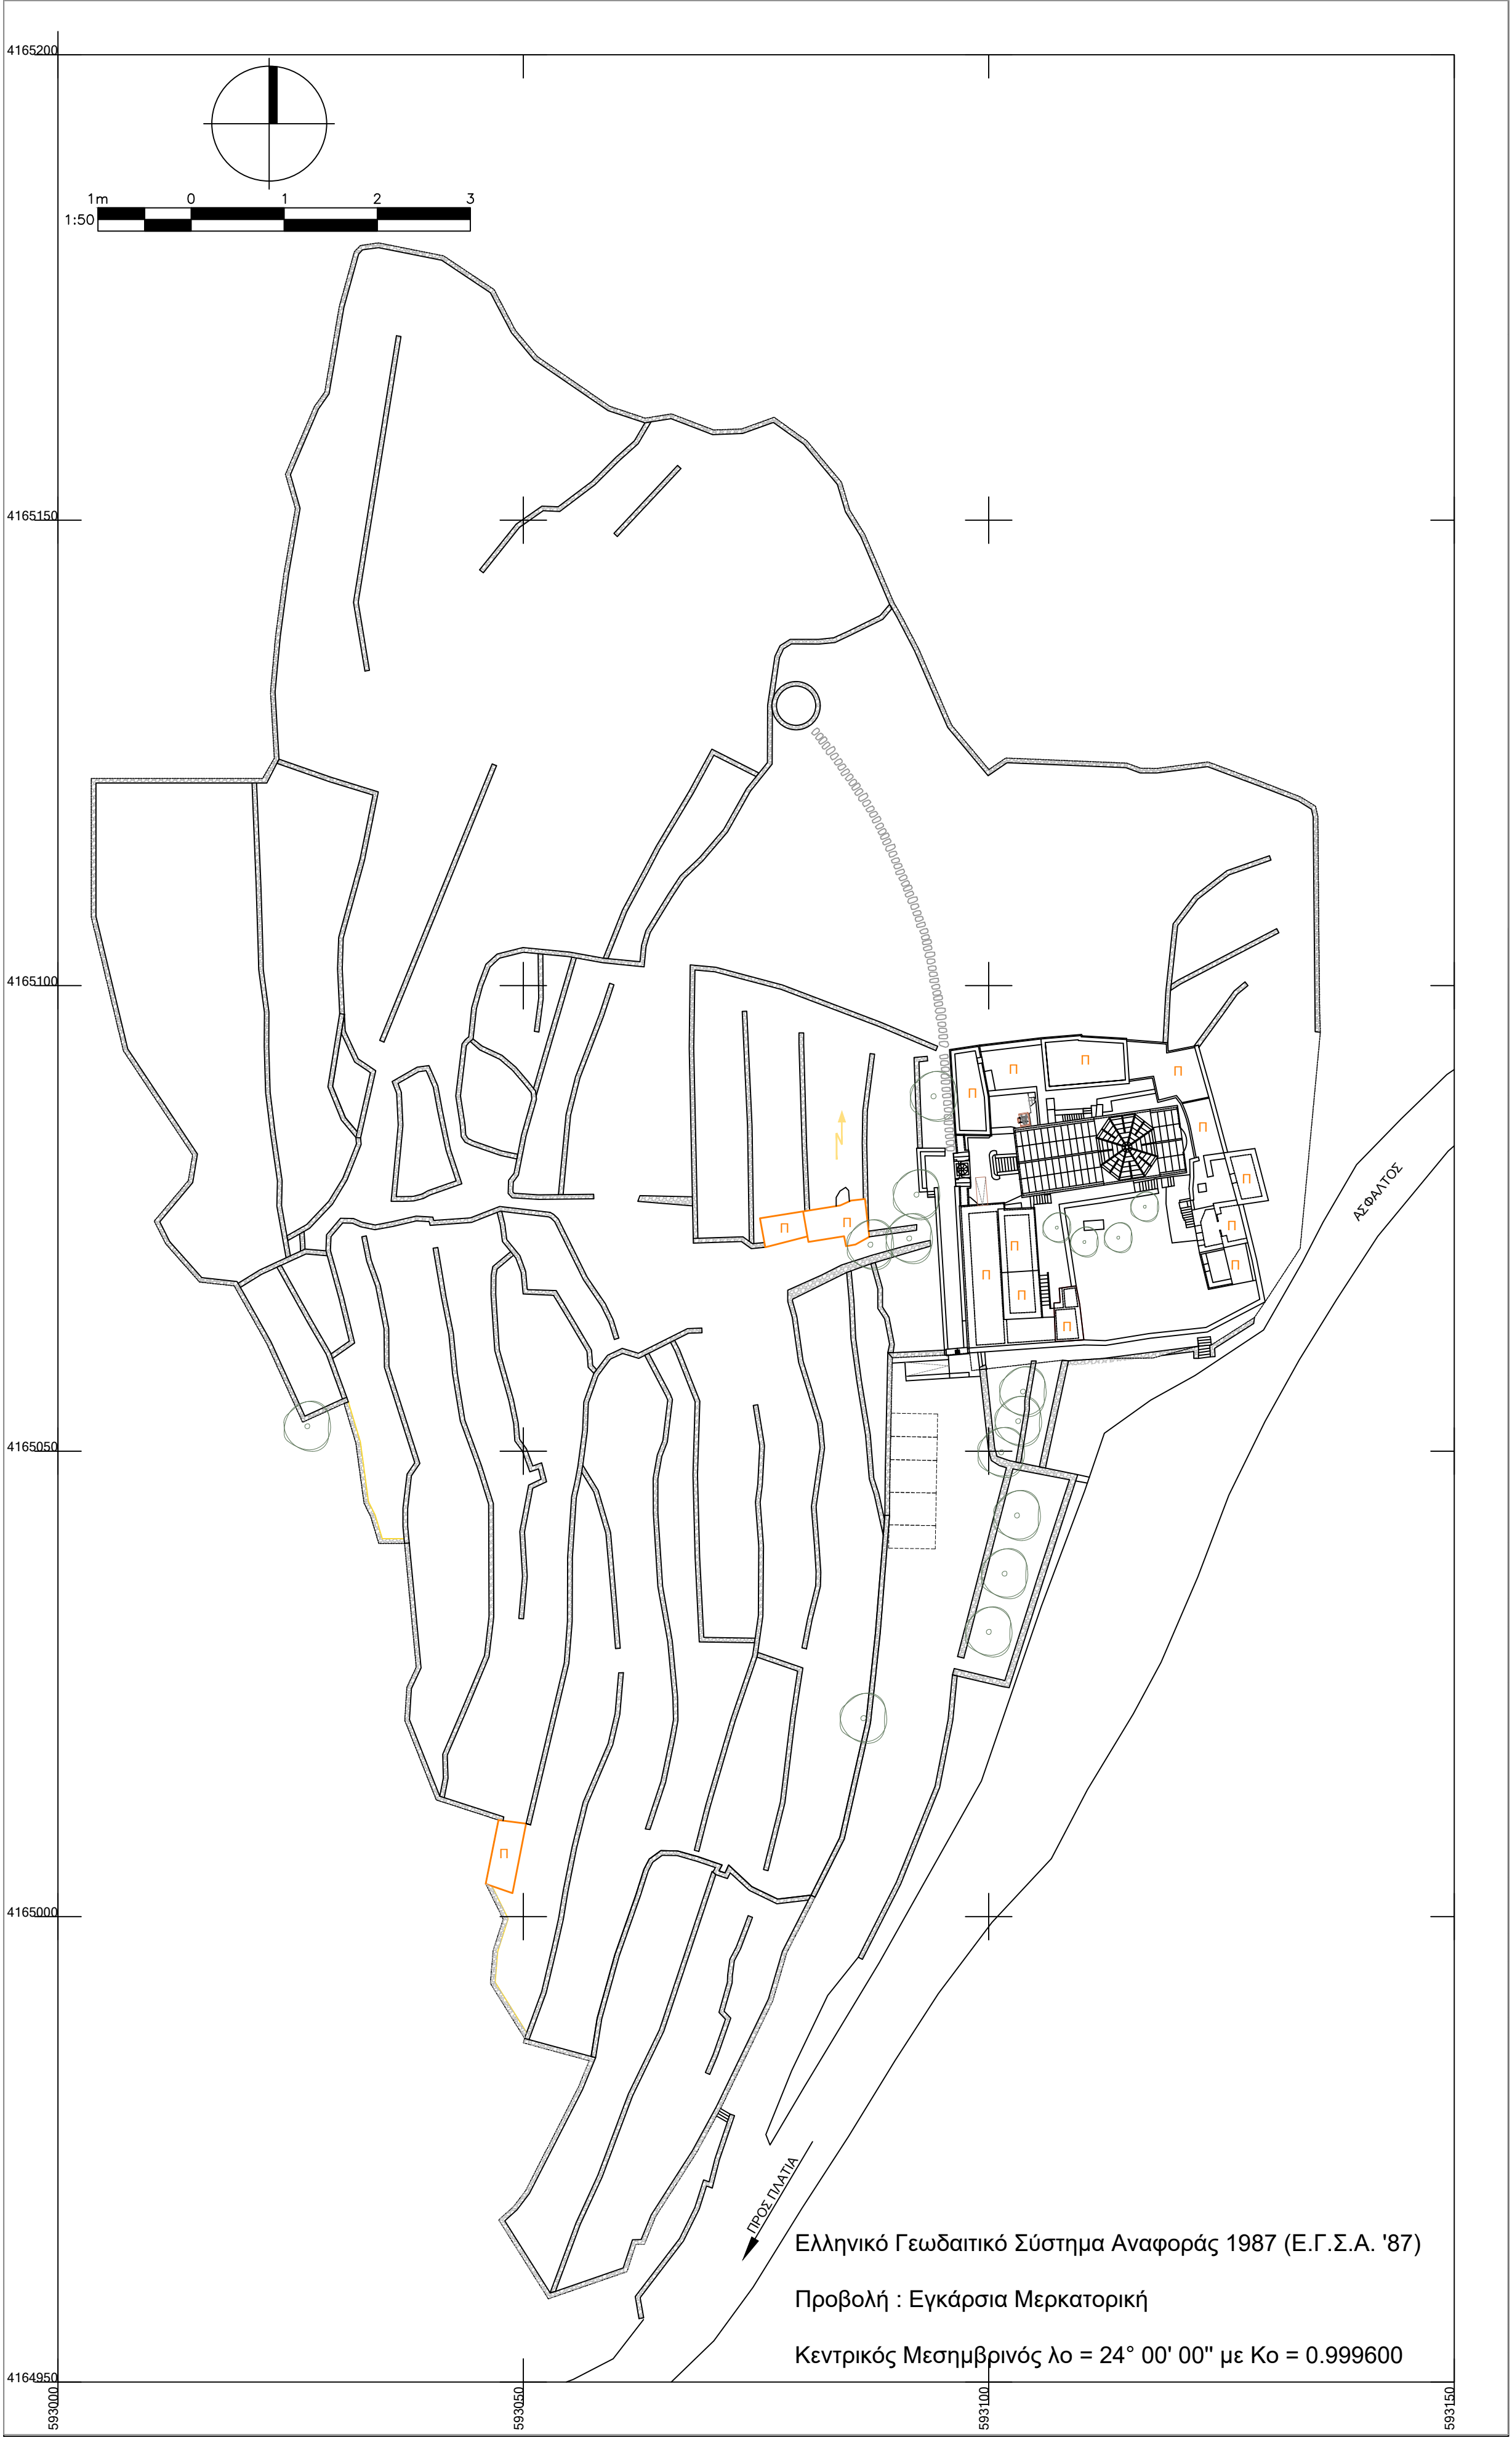 4165200
1m 0 1 2 3
1:50
4165150
4165100
Π
Π
Π
Π
Π
N
Π
ΑΣΦΑΛΤΟΣ
Π
Π
Π
Π
Π
Π
Π
Π
Π
4165050
Π
4165000
ΠΡΟΣ ΠΛΑΤΙΑ
Ελληνικό Γεωδαιτικό Σύστημα Αναφοράς 1987 (Ε.Γ.Σ.Α. '87)
Προβολή : Εγκάρσια Μερκατορική
Κεντρικός Μεσημβρινός λο = 24° 00' 00" με Κο = 0.999600
4164950
593000
593050
593100
593150